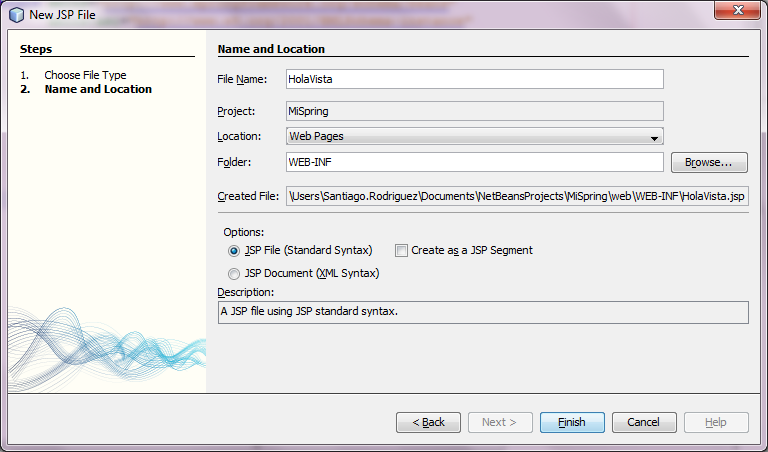 New JSP File
Steps
1. Choose File Type
2. Name and Location
Name and Location
File Name: HolaVista
Project: MiSpring
Location: Web Pages
Folder: WEB-INF Browse...
Created File: \Users\Santiago.Rodriguez\Documents\NetBeansProjects\MiSpring\web\WEB-INF\HolaVista.jsp
Options:
JSP File (Standard Syntax) Create as a JSP Segment
JSP Document (XML Syntax)
Description:
A JSP file using JSP standard syntax.
< Back Next > Finish Cancel Help